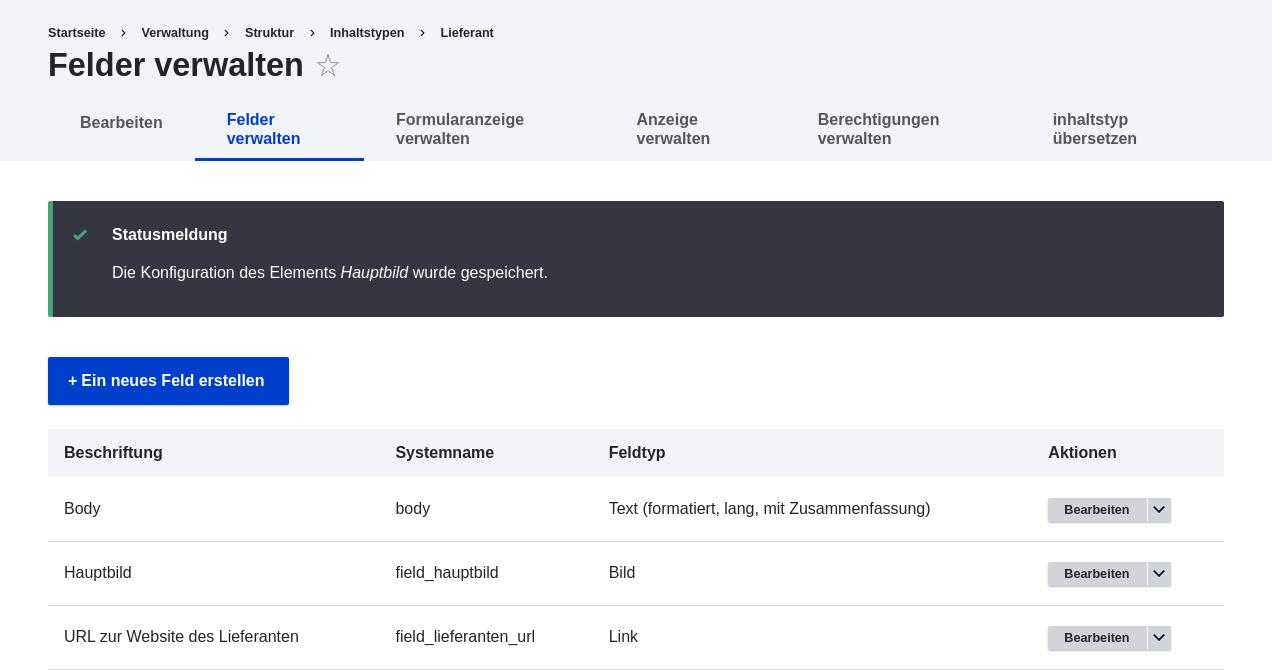 Startseite › Verwaltung › Struktur › Inhaltstypen › Lieferant
Felder verwalten
Bearbeiten
Felder
verwalten
Formularanzeige
verwalten
Anzeige
verwalten
Berechtigungen
verwalten
inhaltstyp
übersetzen
Statusmeldung
Die Konfiguration des Elements Hauptbild wurde gespeichert.
+ Ein neues Feld erstellen
Beschriftung Systemname Feldtyp Aktionen
Body body Text (formatiert, lang, mit Zusammenfassung) Bearbeiten
Hauptbild field_hauptbild Bild Bearbeiten
URL zur Website des Lieferanten field_lieferanten_url Link Bearbeiten